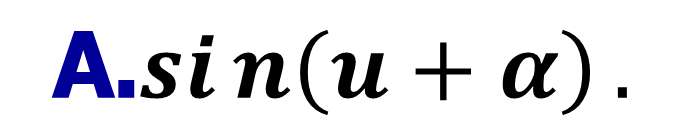 A.sin(u + α) .